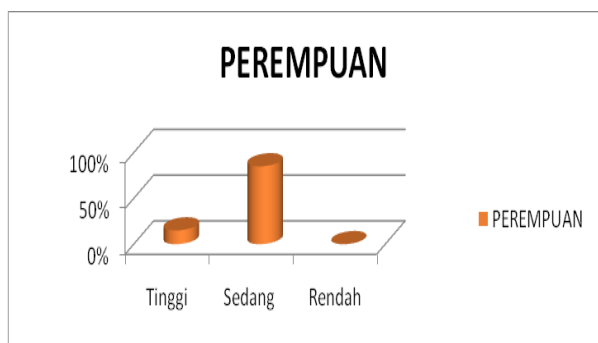 PEREMPUAN
100%
50%
0%
Tinggi Sedang Rendah
PEREMPUAN